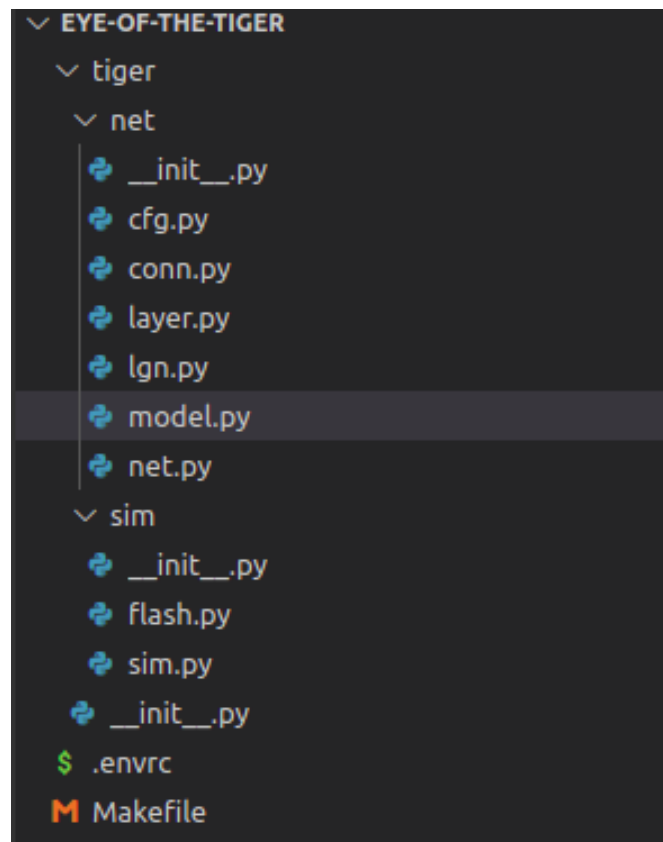 EYE-OF-THE-TIGER
tiger
net
__init__.py
cfg.py
conn.py
layer.py
lgn.py
model.py
net.py
sim
__init__.py
flash.py
sim.py
__init__.py
$ .envrc
M Makefile